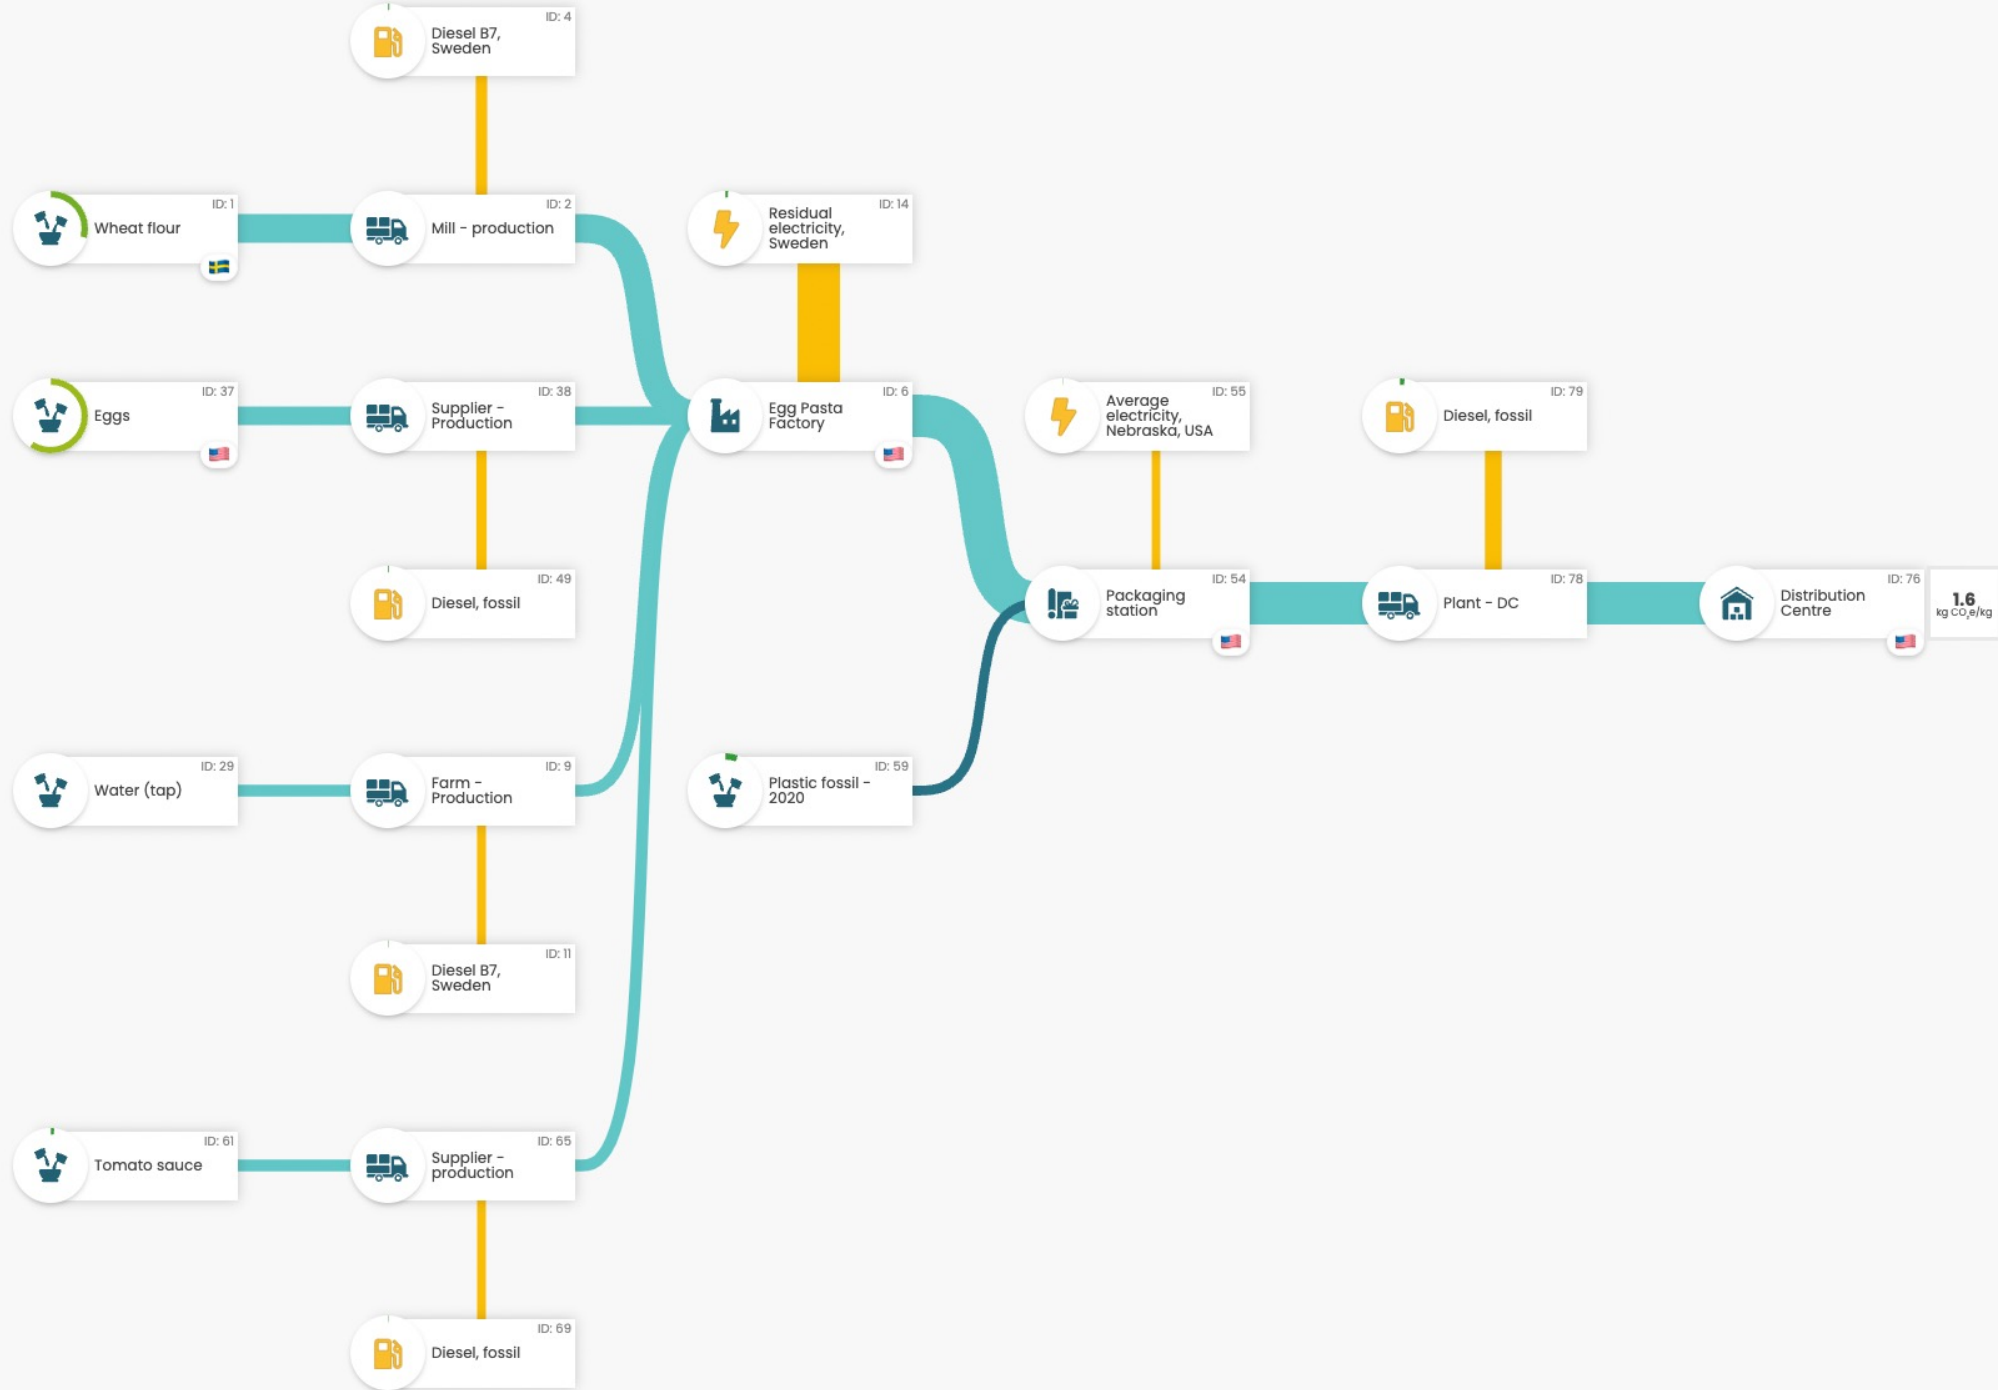 ID: 4
Diesel B7,
Sweden
ID: 1
Wheat flour
ID: 2
Mill - production
ID: 14
Residual
electricity,
Sweden
ID: 37
Eggs
ID: 38
Supplier -
Production
ID: 6
Egg Pasta
Factory
ID: 55
Average
electricity,
Nebraska, USA
ID: 79
Diesel, fossil
ID: 49
Diesel, fossil
ID: 54
Packaging
station
ID: 78
Plant - DC
ID: 76
Distribution
Centre
1.6
kg CO₂e/kg
ID: 29
Water (tap)
ID: 9
Farm -
Production
ID: 59
Plastic fossil -
2020
ID: 11
Diesel B7,
Sweden
ID: 61
Tomato sauce
ID: 65
Supplier -
production
ID: 69
Diesel, fossil